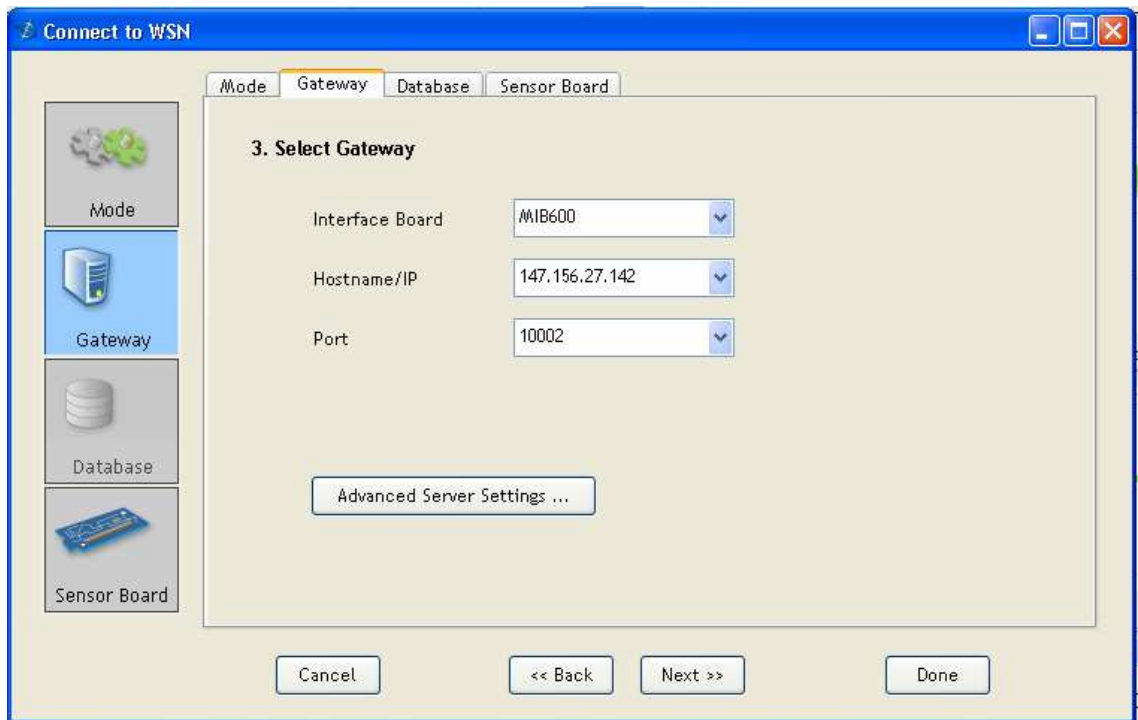 Connect to WSN
Mode Gateway Database Sensor Board
Mode
Gateway
Database
Sensor Board
3. Select Gateway
Interface Board MIB600
Hostname/IP 147.156.27.142
Port 10002
Advanced Server Settings ...
Cancel << Back Next >> Done